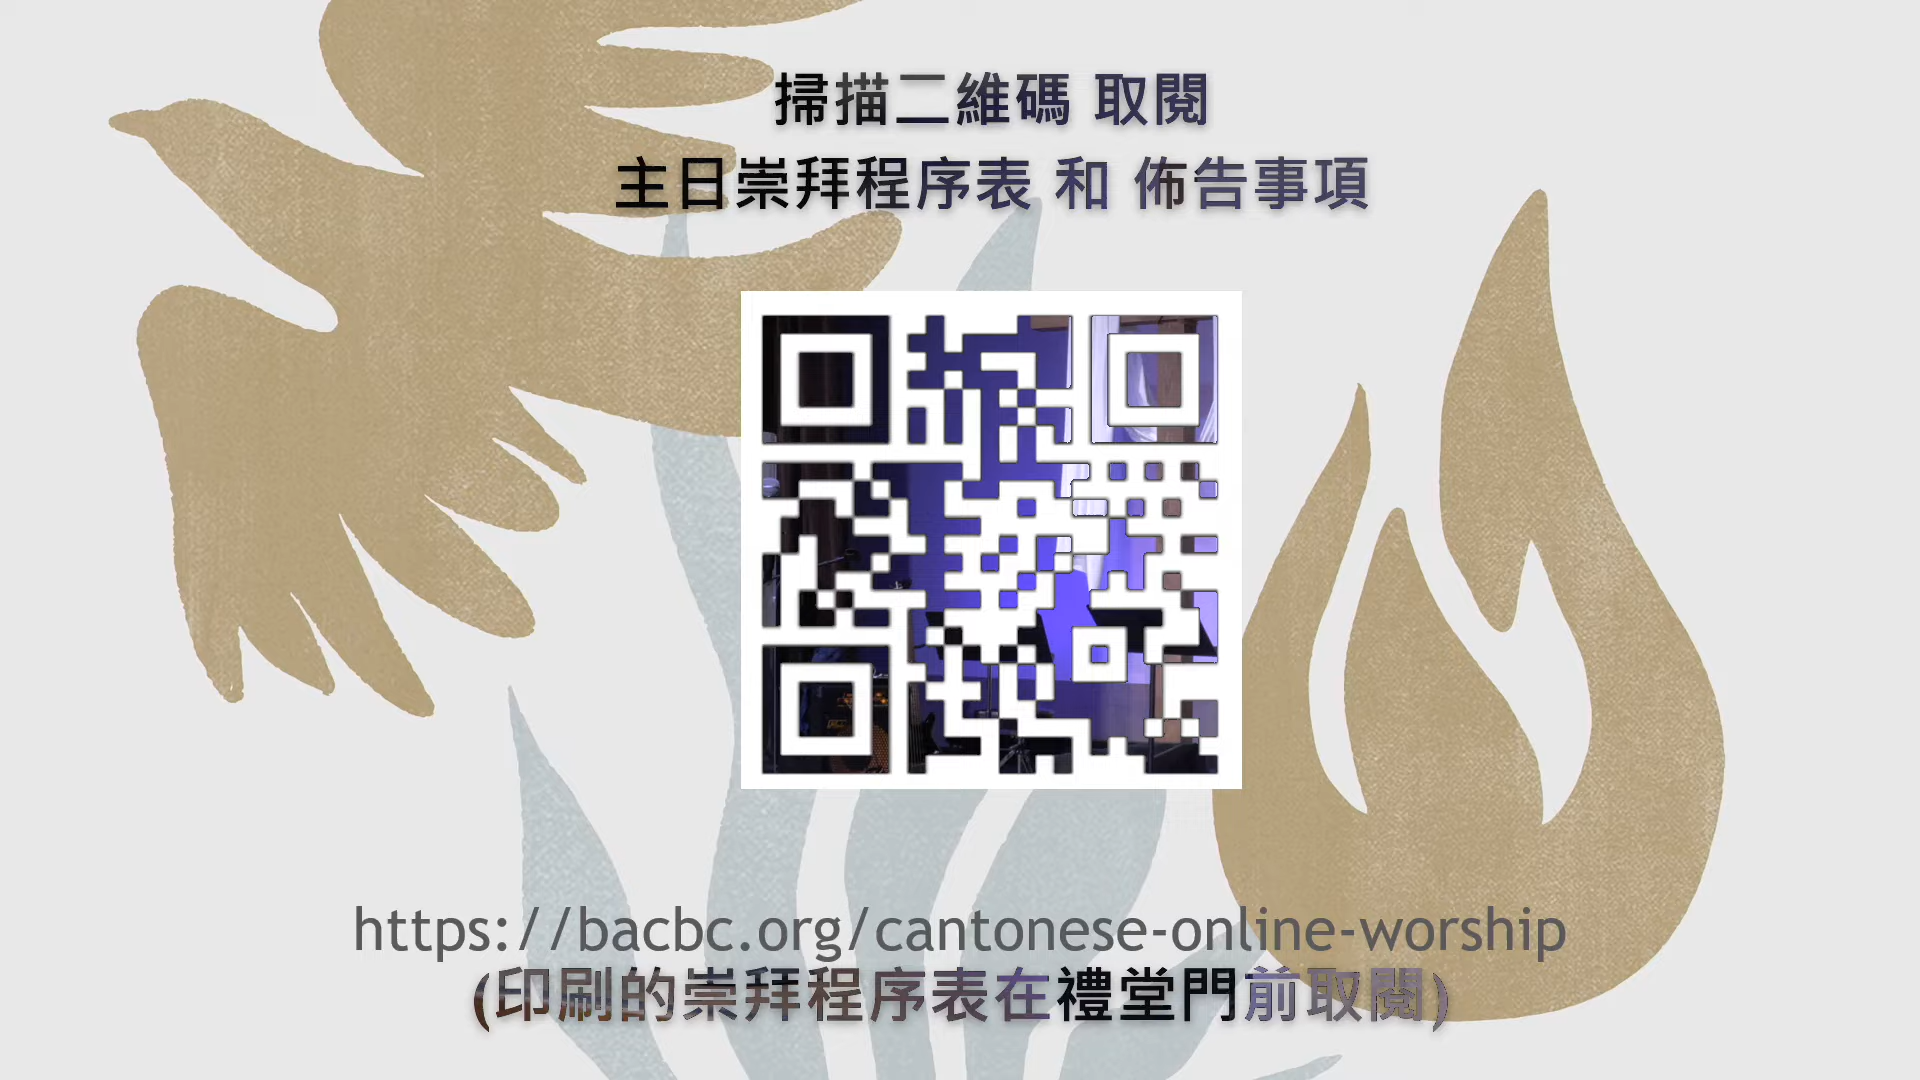 掃描二維碼 取閱
主日崇拜程序表 和 佈告事項
https://bacbc.org/cantonese-online-worship
(印刷的崇拜程序表在禮堂門前取閱)